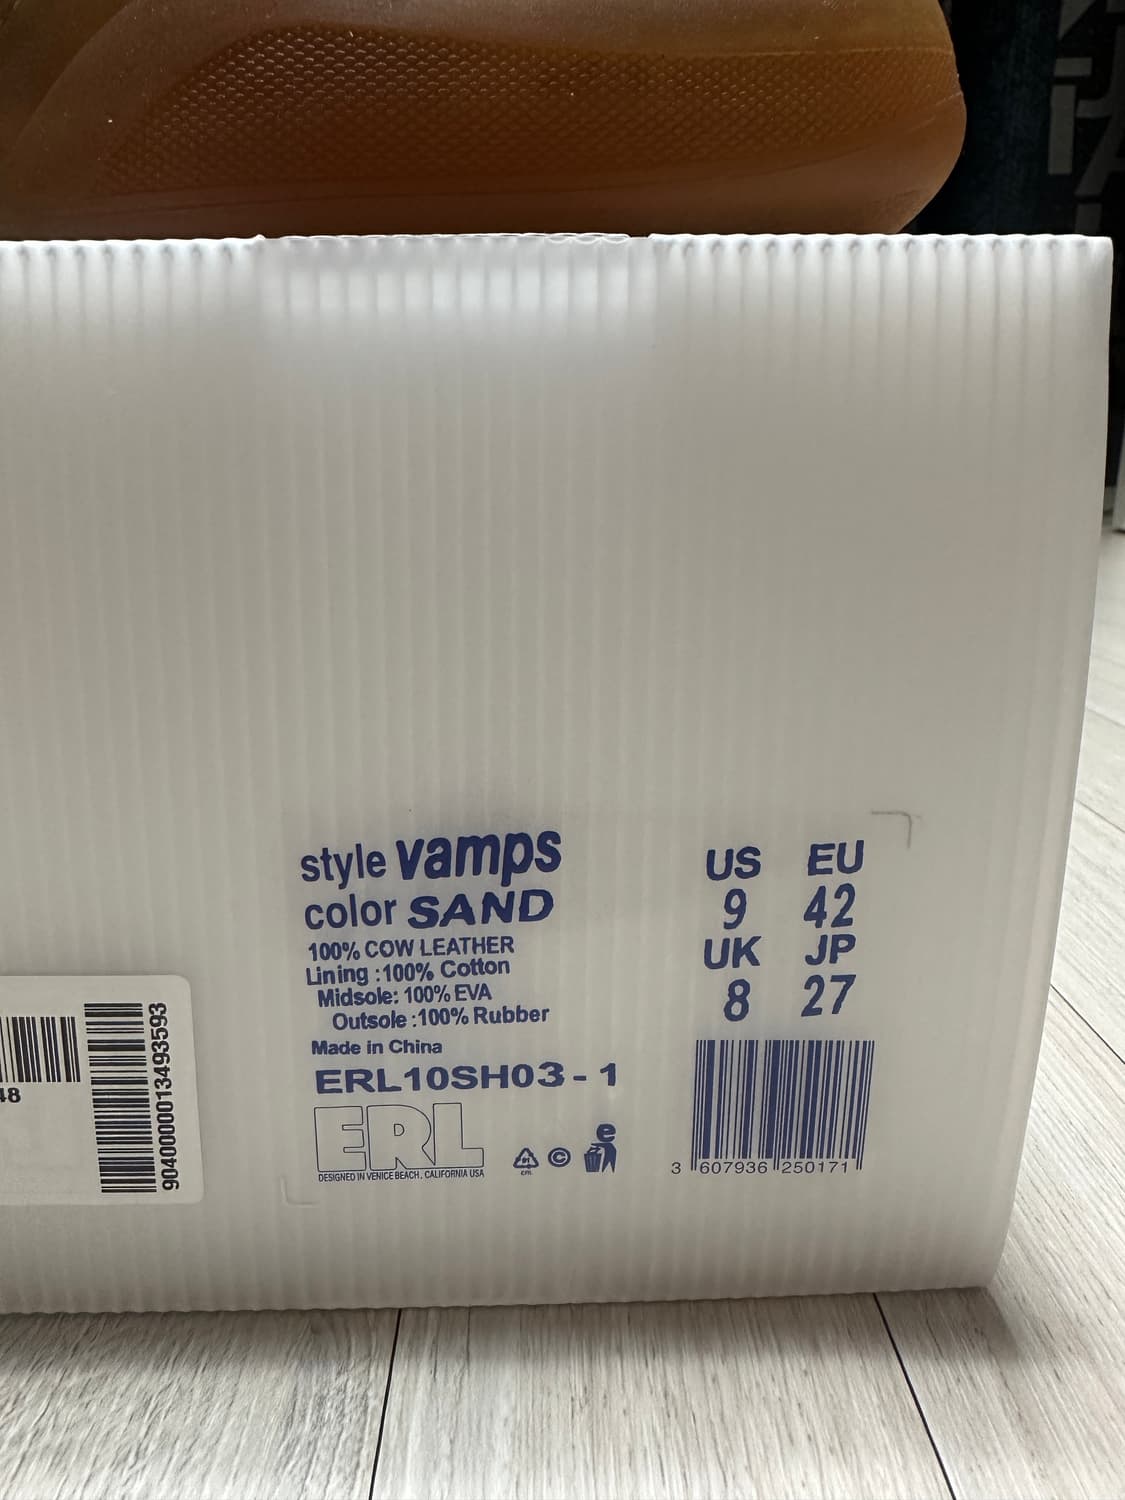 style vamps
color SAND
100% COW LEATHER
Lining :100% Cotton
Midsole: 100% EVA
Outsole :100% Rubber
Made in China
ERL10SH03-1
ERL
DESIGNED IN VENICE BEACH, CALIFORNIA USA
©
e
US EU
9 42
UK JP
8 27
3 607936 250171
48
9040000013493593